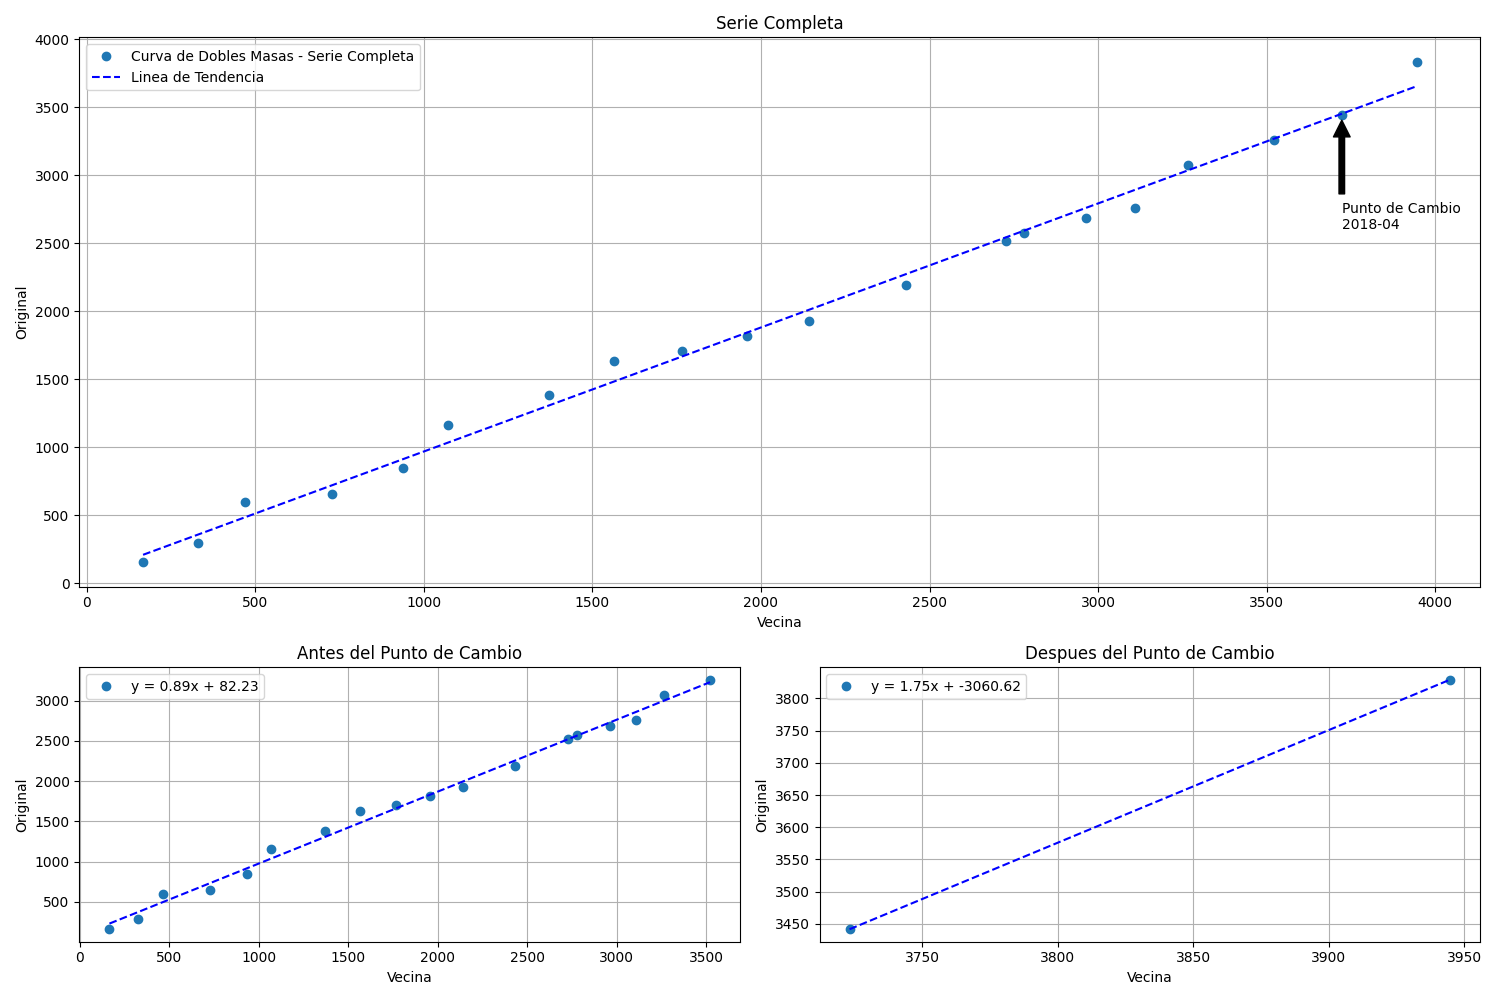 Serie Completa
Curva de Dobles Masas - Serie Completa
Linea de Tendencia
4000
3500
3000
2500
2000
1500
1000
500
0
Original
Punto de Cambio
2018-04
0 500 1000 1500 2000 2500 3000 3500 4000
Vecina
Antes del Punto de Cambio
y = 0.89x + 82.23
3000
2500
2000
1500
1000
500
Original
0 500 1000 1500 2000 2500 3000 3500
Vecina
Despues del Punto de Cambio
y = 1.75x + -3060.62
3800
3750
3700
3650
3600
3550
3500
3450
Original
3750 3800 3850 3900 3950
Vecina